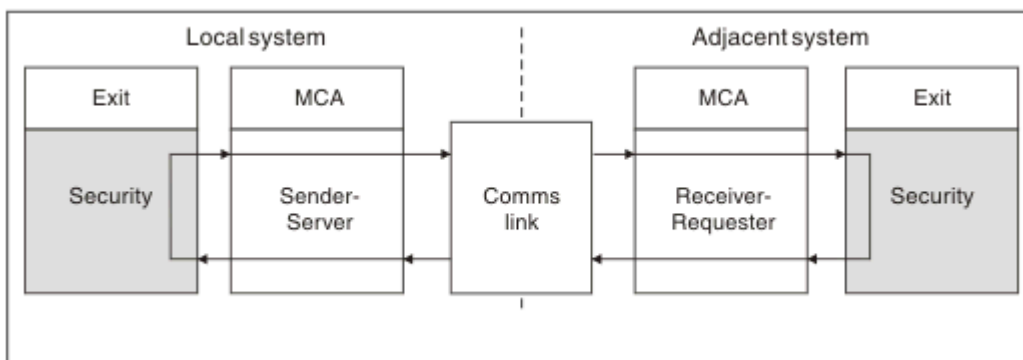 Local system
Adjacent system
Exit
MCA
MCA
Exit
Security
Sender-
Server
Comms
link
Receiver-
Requester
Security